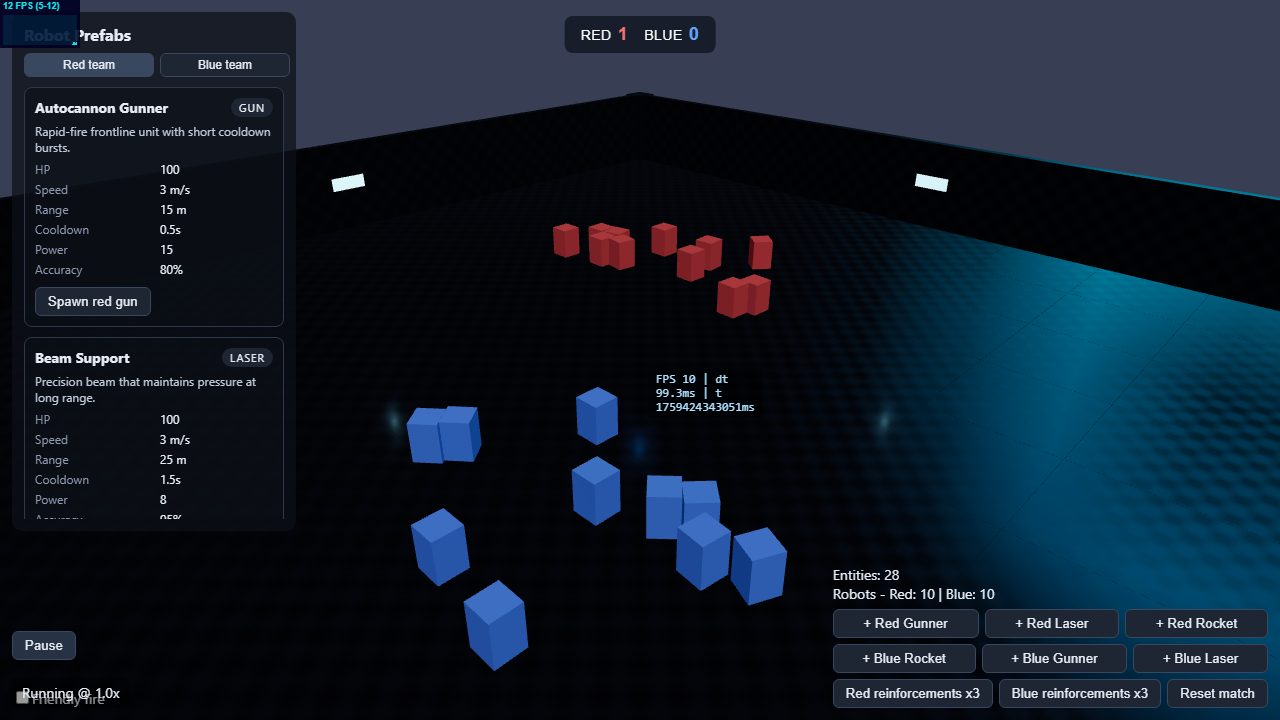 12 FPS (5-12)
Robot Prefabs
Red team
Blue team
Autocannon Gunner
GUN
Rapid-fire frontline unit with short cooldown
bursts.
HP 100
Speed 3 m/s
Range 15 m
Cooldown 0.5s
Power 15
Accuracy 80%
Spawn red gun
Beam Support
LASER
Precision beam that maintains pressure at
long range.
HP 100
Speed 3 m/s
Range 25 m
Cooldown 1.5s
Power 8
Accuracy 95%
RED 1 BLUE 0
FPS 10 | dt
99.3ms | t
1759424343051ms
Pause
Running @ 1.0x
Friendly fire
Entities: 28
Robots - Red: 10 | Blue: 10
+ Red Gunner
+ Red Laser
+ Red Rocket
+ Blue Rocket
+ Blue Gunner
+ Blue Laser
Red reinforcements x3
Blue reinforcements x3
Reset match